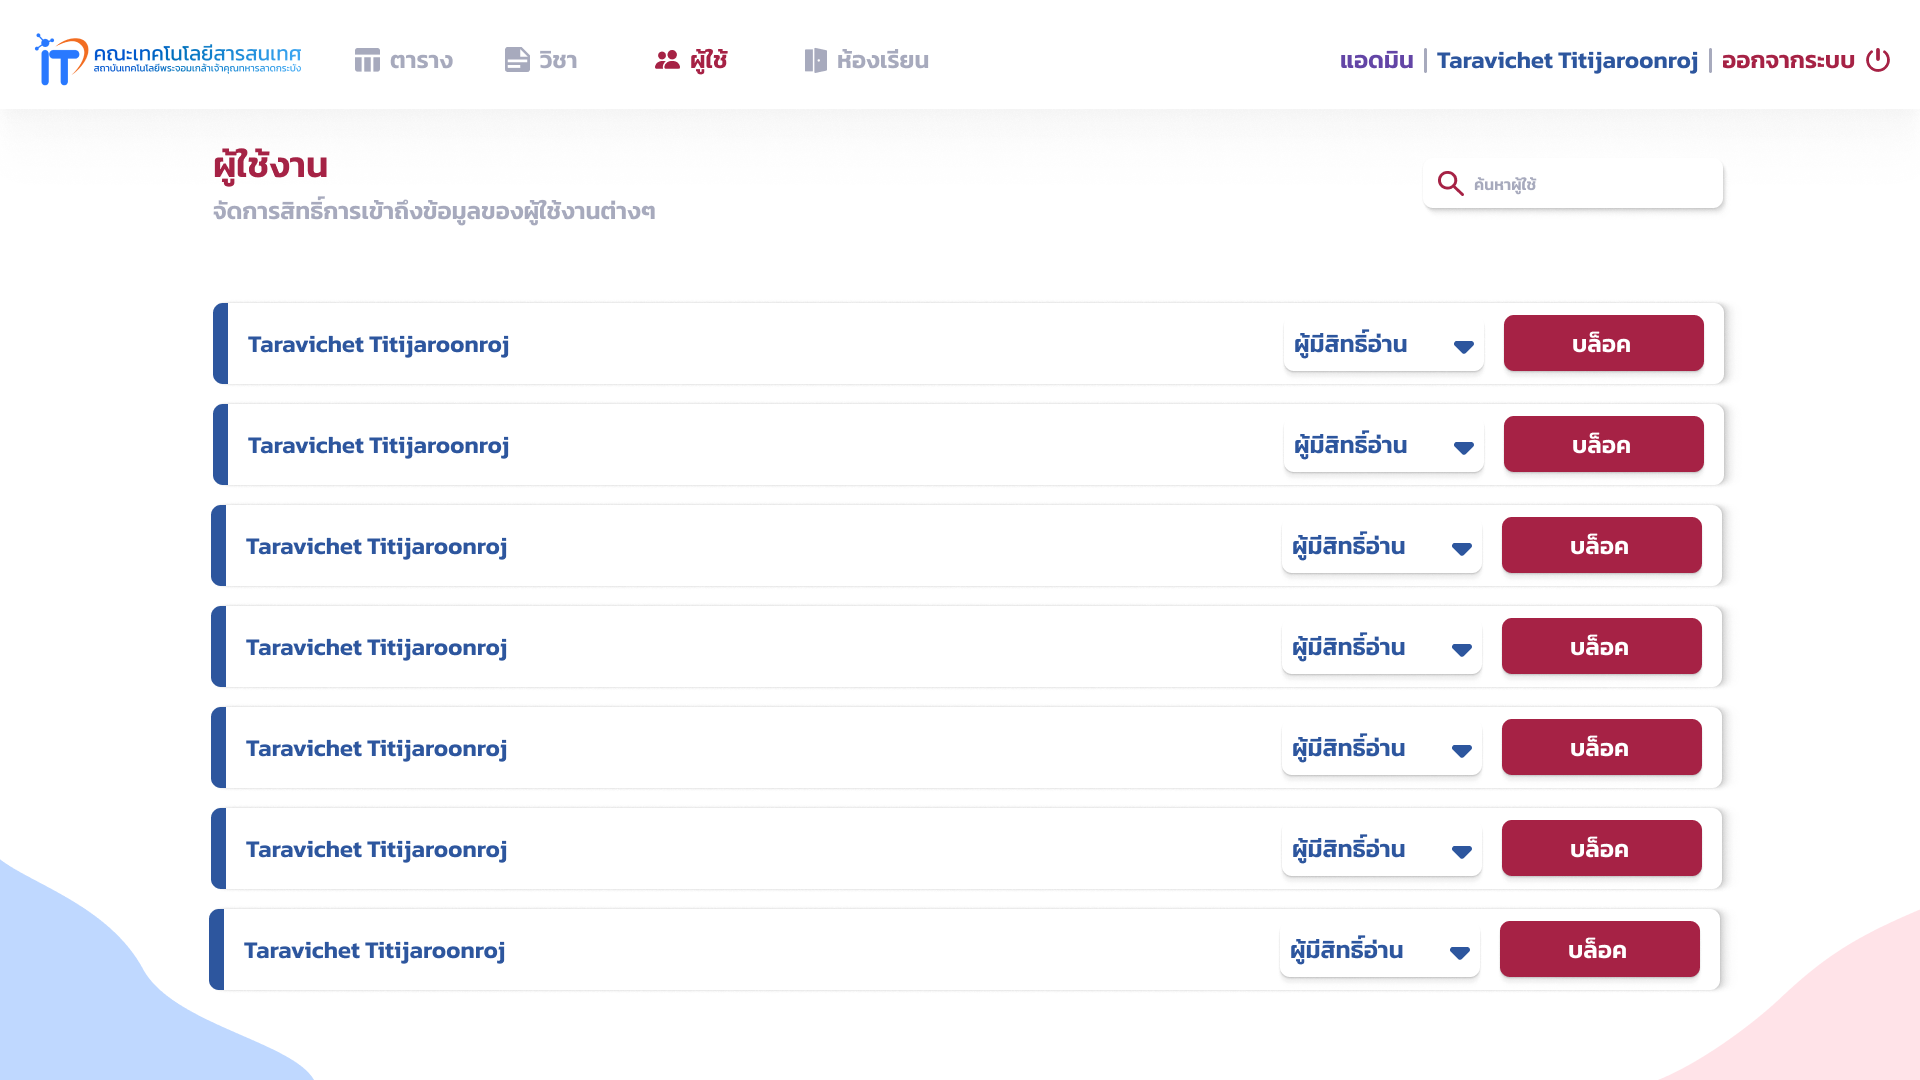 iT คณะเทคโนโลยีสารสนเทศ
สถาบันเทคโนโลยีพระจอมเกล้าเจ้าคุณทหารลาดกระบัง
ตาราง วิชา ผู้ใช้ ห้องเรียน
แอดมิน | Taravichet Titijaroonroj | ออกจากระบบ
ผู้ใช้งาน
จัดการสิทธิ์การเข้าถึงข้อมูลของผู้ใช้งานต่างๆ
ค้นหาผู้ใช้
Taravichet Titijaroonroj ผู้มีสิทธิ์อ่าน บล็อค
Taravichet Titijaroonroj ผู้มีสิทธิ์อ่าน บล็อค
Taravichet Titijaroonroj ผู้มีสิทธิ์อ่าน บล็อค
Taravichet Titijaroonroj ผู้มีสิทธิ์อ่าน บล็อค
Taravichet Titijaroonroj ผู้มีสิทธิ์อ่าน บล็อค
Taravichet Titijaroonroj ผู้มีสิทธิ์อ่าน บล็อค
Taravichet Titijaroonroj ผู้มีสิทธิ์อ่าน บล็อค